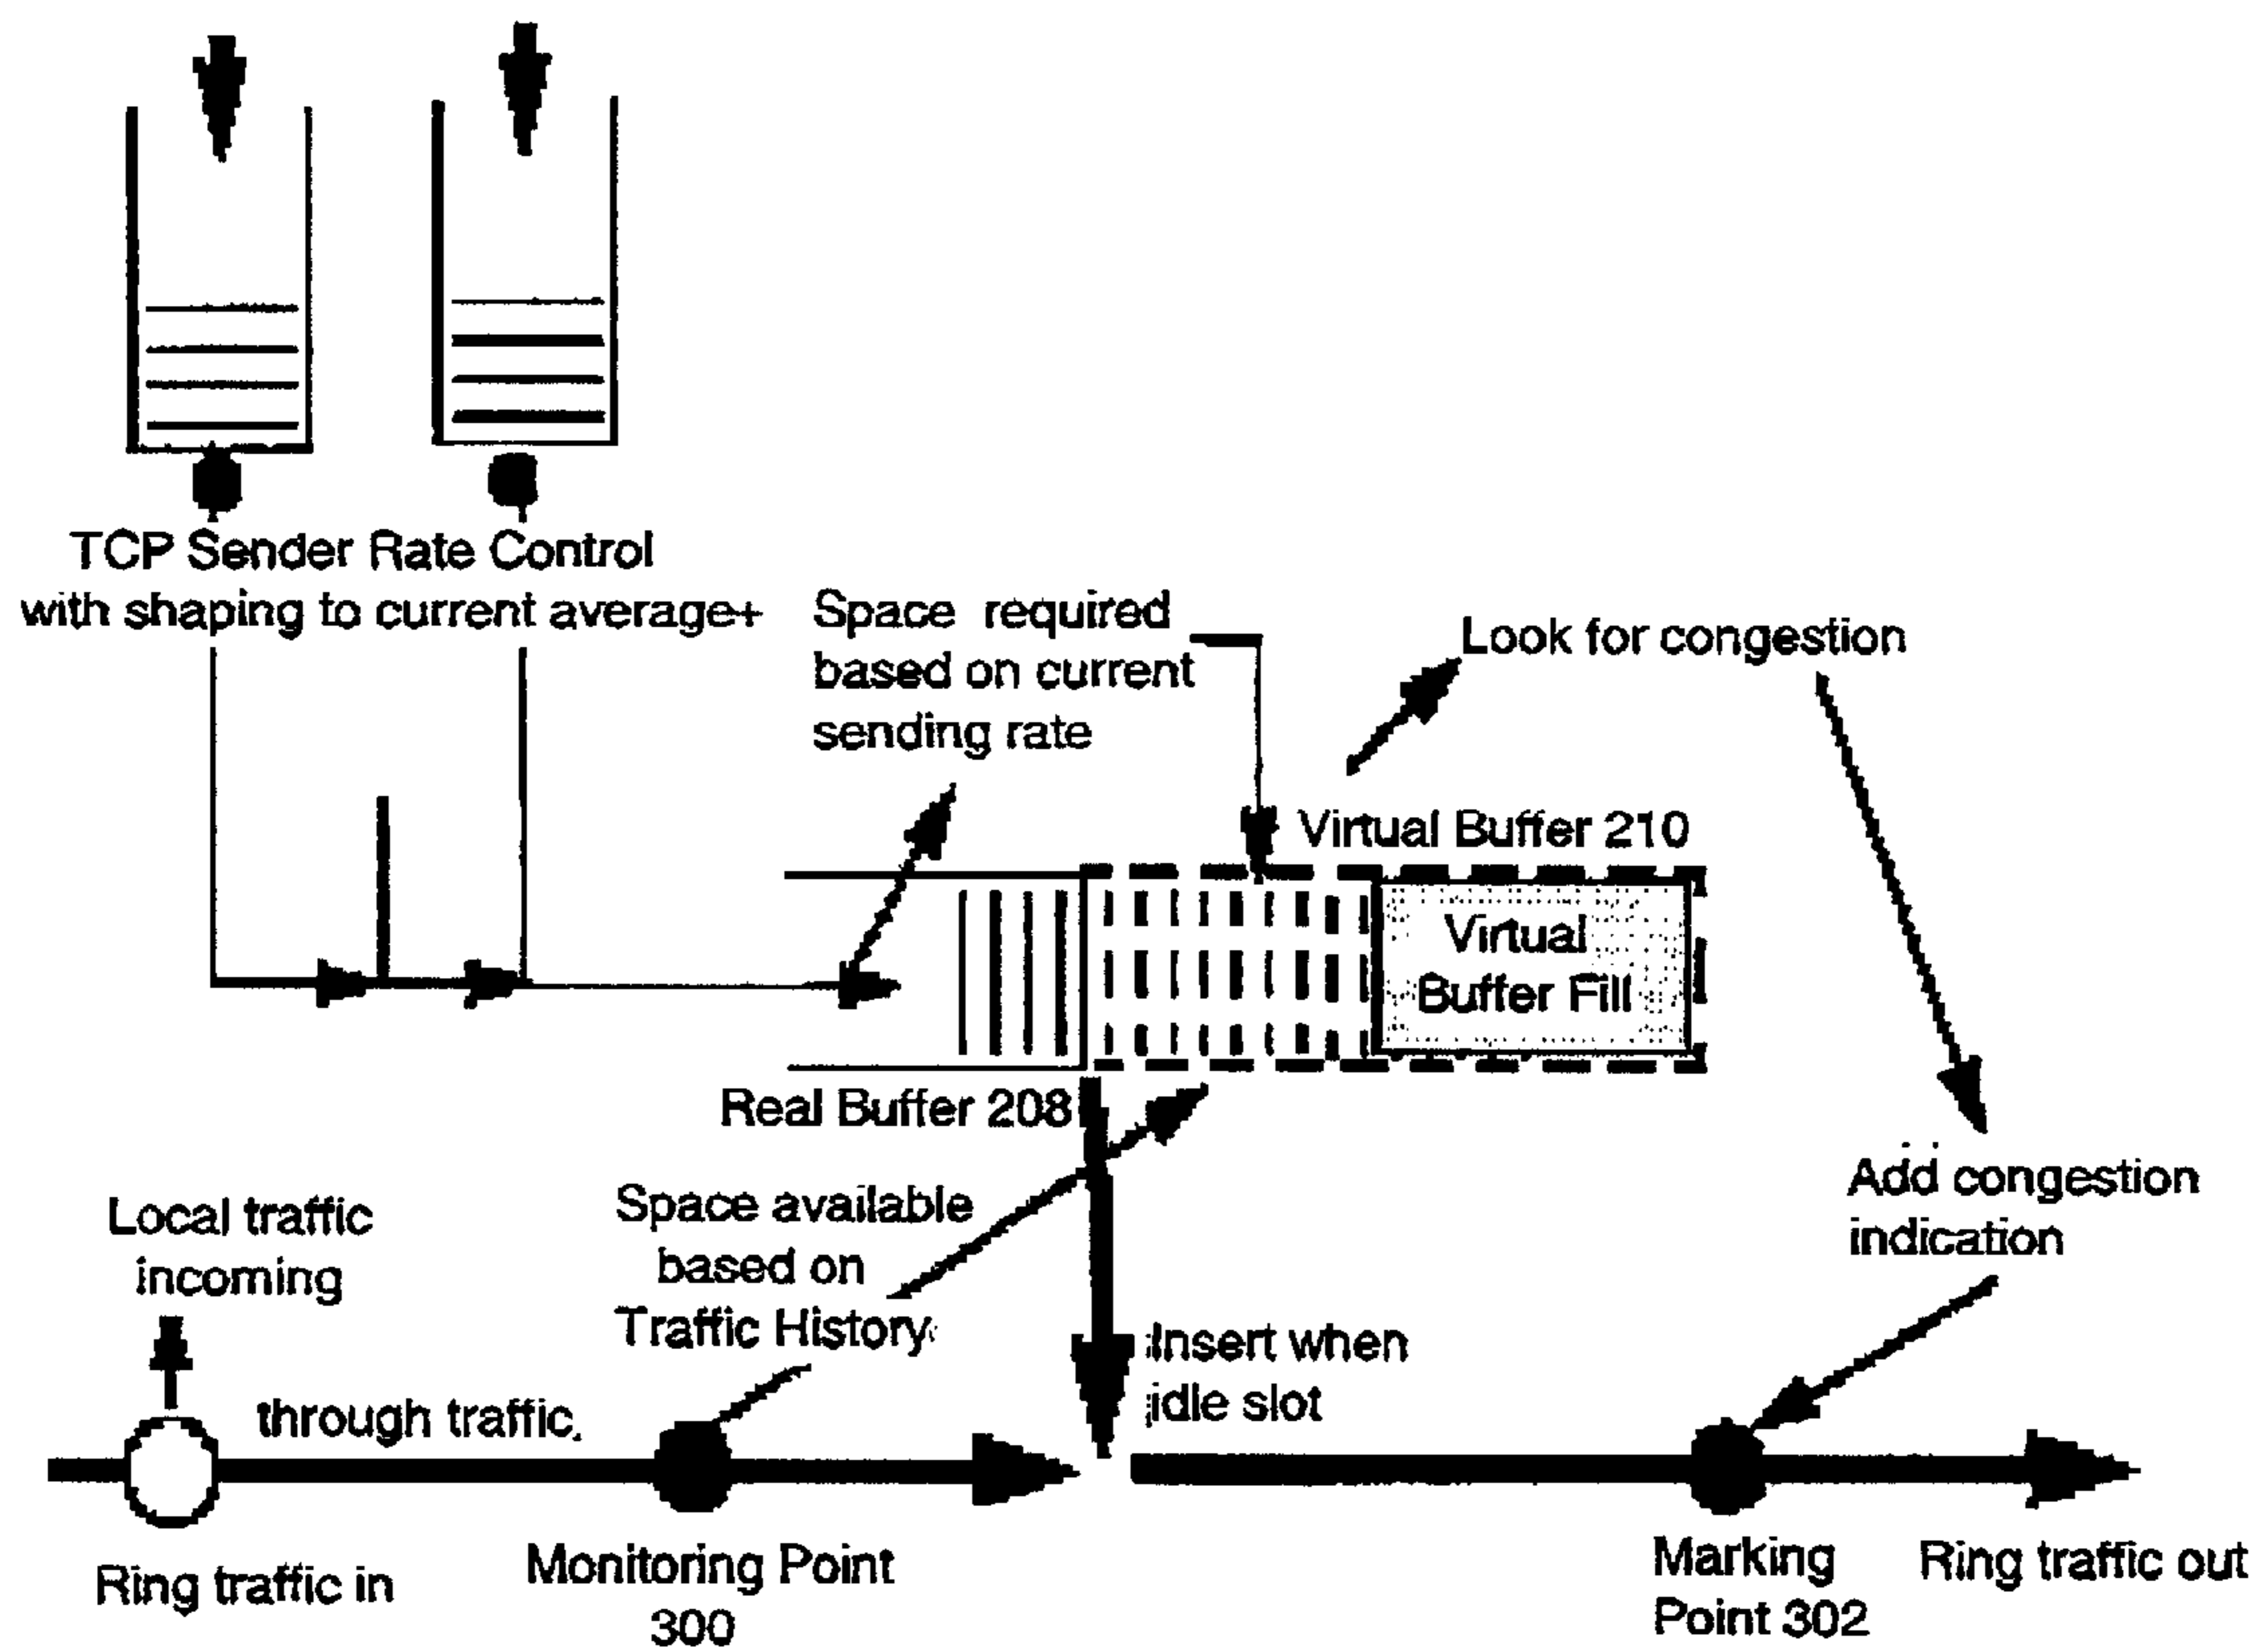 TCP Sender Rate Control
with shaping to current average+
Space required
based on current
sending rate
Look for congestion
Virtual Buffer 210
Virtual
Buffer Fill
Real Buffer 208
Local traffic
incoming
Space available
based on
Traffic History
Add congestion
indication
Insert when
idle slot
through traffic
Ring traffic in
Monitoring Point
300
Marking
Point 302
Ring traffic out